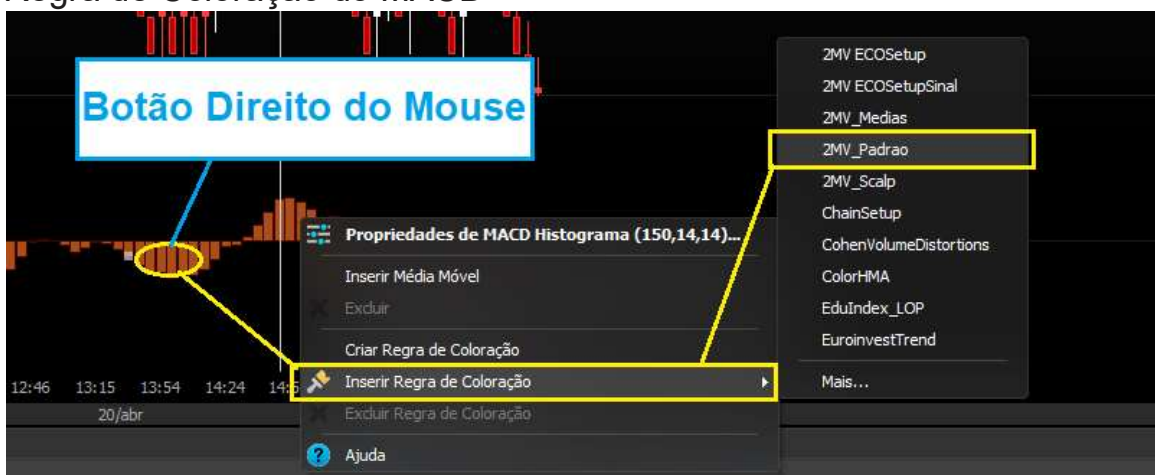 Botão Direito do Mouse
2MV ECOSetup
2MV ECOSetupSinal
2MV_Medias
2MV_Padrao
2MV_Scalp
ChainSetup
CohenVolumeDistortions
ColorHMA
EduIndex_LOP
EuroinvestTrend
Mais...
Propriedades de MACD Histograma (150,14,14)...
Inserir Média Móvel
Excluir
Criar Regra de Coloração
Inserir Regra de Coloração
Excluir Regra de Coloração
Ajuda
12:46 13:15 13:54 14:24
20/abr